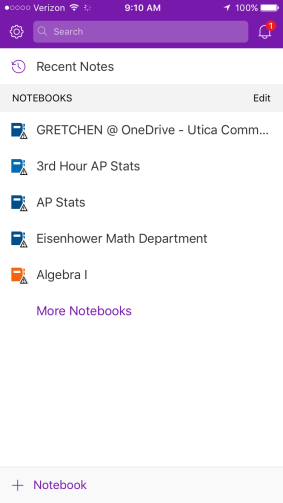 Verizon 9:10 AM 100%
Search
1
Recent Notes
NOTEBOOKS Edit
GRETCHEN @ OneDrive - Utica Comm...
3rd Hour AP Stats
AP Stats
Eisenhower Math Department
Algebra I
More Notebooks
+ Notebook